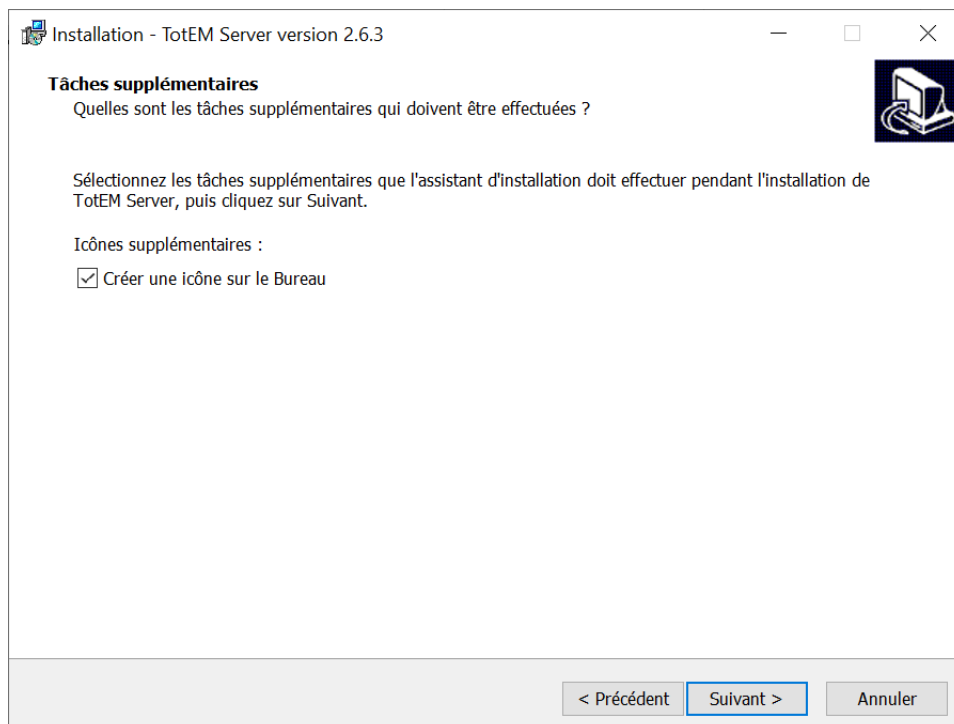 Installation - TotEM Server version 2.6.3
Tâches supplémentaires
Quelles sont les tâches supplémentaires qui doivent être effectuées ?
Sélectionnez les tâches supplémentaires que l'assistant d'installation doit effectuer pendant l'installation de
TotEM Server, puis cliquez sur Suivant.
Icônes supplémentaires :
Créer une icône sur le Bureau
< Précédent Suivant > Annuler